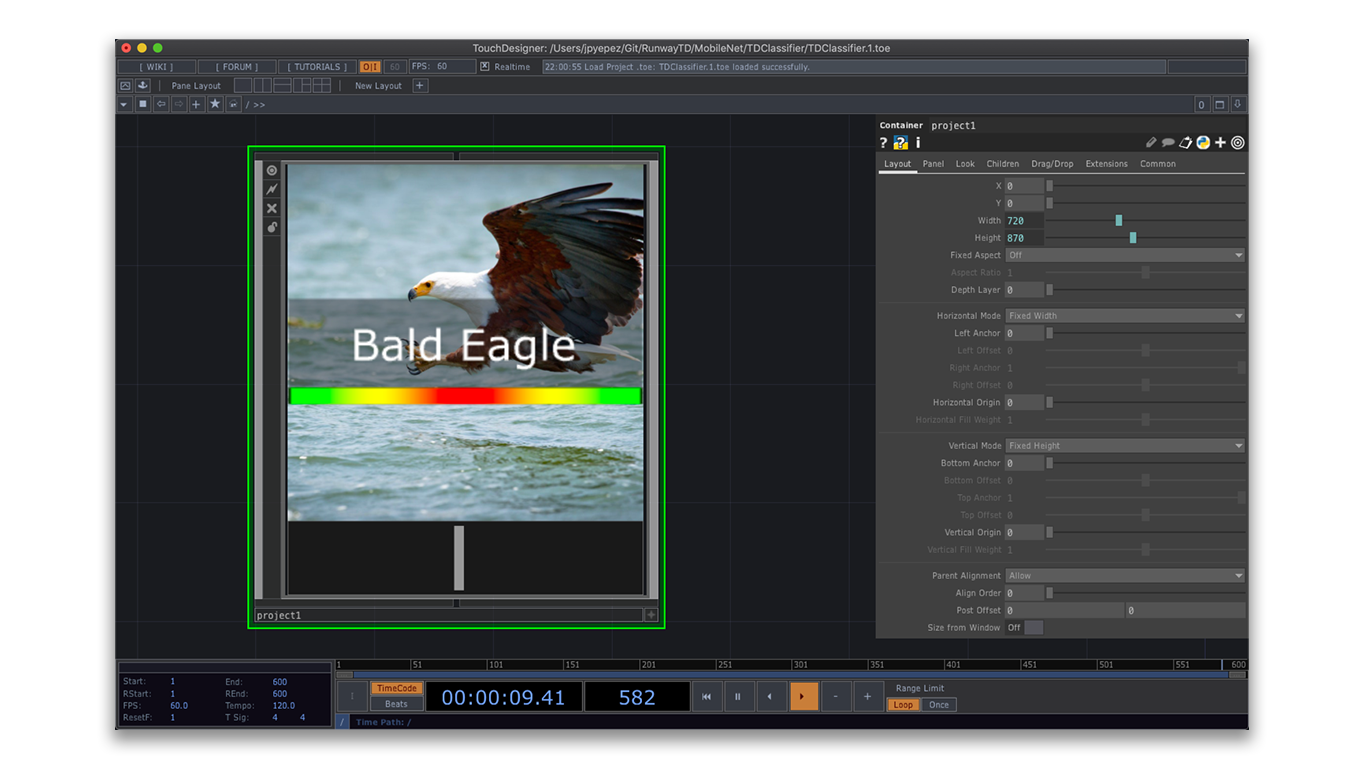 TouchDesigner: /Users/jpyepez/Git/RunwayTD/MobileNet/TDClassifier/TDClassifier.1.toe
[ WIKI ] [ FORUM ] [ TUTORIALS ] O|I 60 FPS: 60 Realtime 22:00:55 Load Project .toe: TDClassifier.1.toe loaded successfully.
Pane Layout New Layout +
/ >> 0
Container project1
? ? i
Layout Panel Look Children Drag/Drop Extensions Common
X 0
Y 0
Width 720
Height 870
Fixed Aspect Off
Aspect Ratio 1
Depth Layer 0
Horizontal Mode Fixed Width
Left Anchor 0
Left Offset 0
Right Anchor 1
Right Offset 0
Horizontal Origin 0
Horizontal Fill Weight 1
Vertical Mode Fixed Height
Bottom Anchor 0
Bottom Offset 0
Top Anchor 1
Top Offset 0
Vertical Origin 0
Vertical Fill Weight 1
Parent Alignment Allow
Align Order 0
Post Offset 0 0
Size from Window Off
Bald Eagle
project1
1 51 101 151 201 251 301 351 401 451 501 551 600
Start: 1 End: 600
RStart: 1 REnd: 600
FPS: 60.0 Tempo: 120.0
ResetF: 1 T Sig: 4 4
TimeCode
Beats
00:00:09.41 582
- +
Range Limit
Loop Once
/ Time Path: /